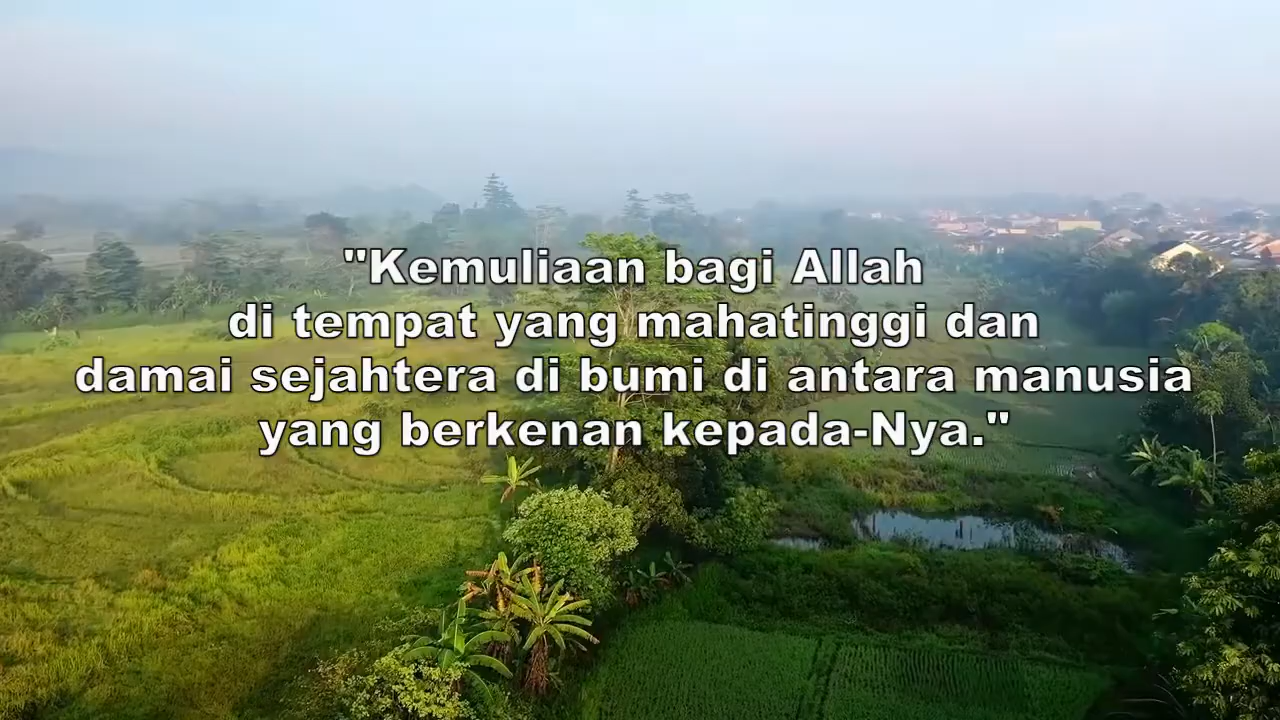 "Kemuliaan bagi Allah
di tempat yang mahatinggi dan
damai sejahtera di bumi di antara manusia
yang berkenan kepada-Nya."